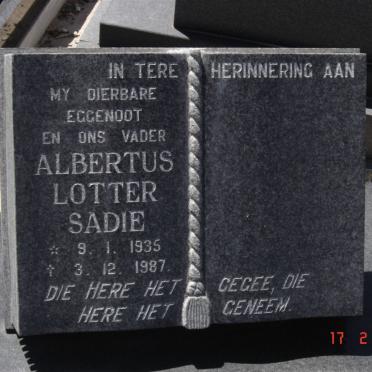 IN TERE HERINNERING AAN
MY DIERBARE
EGGENOOT
EN ONS VADER
ALBERTUS
LOTTER
SADIE
☆ 9. 1. 1935
† 3. 12. 1987.
DIE HERE HET GEGEE, DIE
HERE HET GENEEM.
17 2